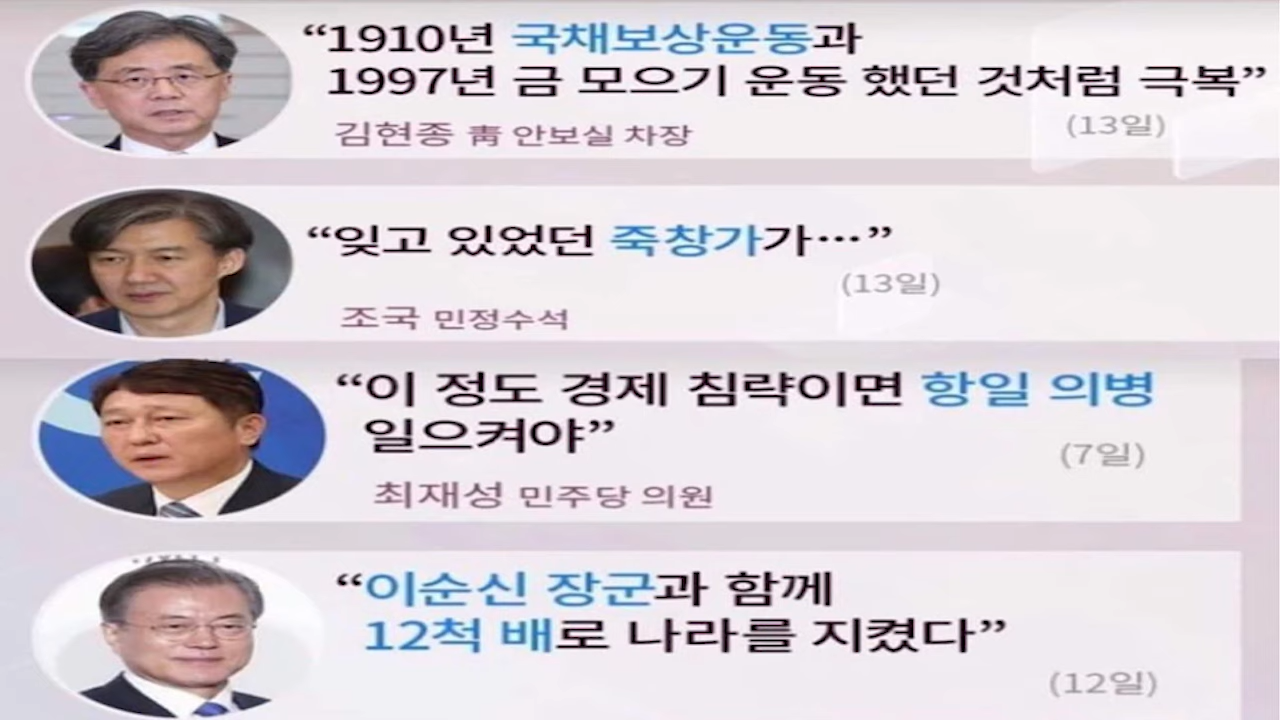 “1910년 국채보상운동과
1997년 금 모으기 운동 했던 것처럼 극복”
김현종 靑 안보실 차장
(13일)
“잊고 있었던 죽창가가…”
(13일)
조국 민정수석
“이 정도 경제 침략이면 항일 의병
일으켜야”
(7일)
최재성 민주당 의원
“이순신 장군과 함께
12척 배로 나라를 지켰다”
(12일)